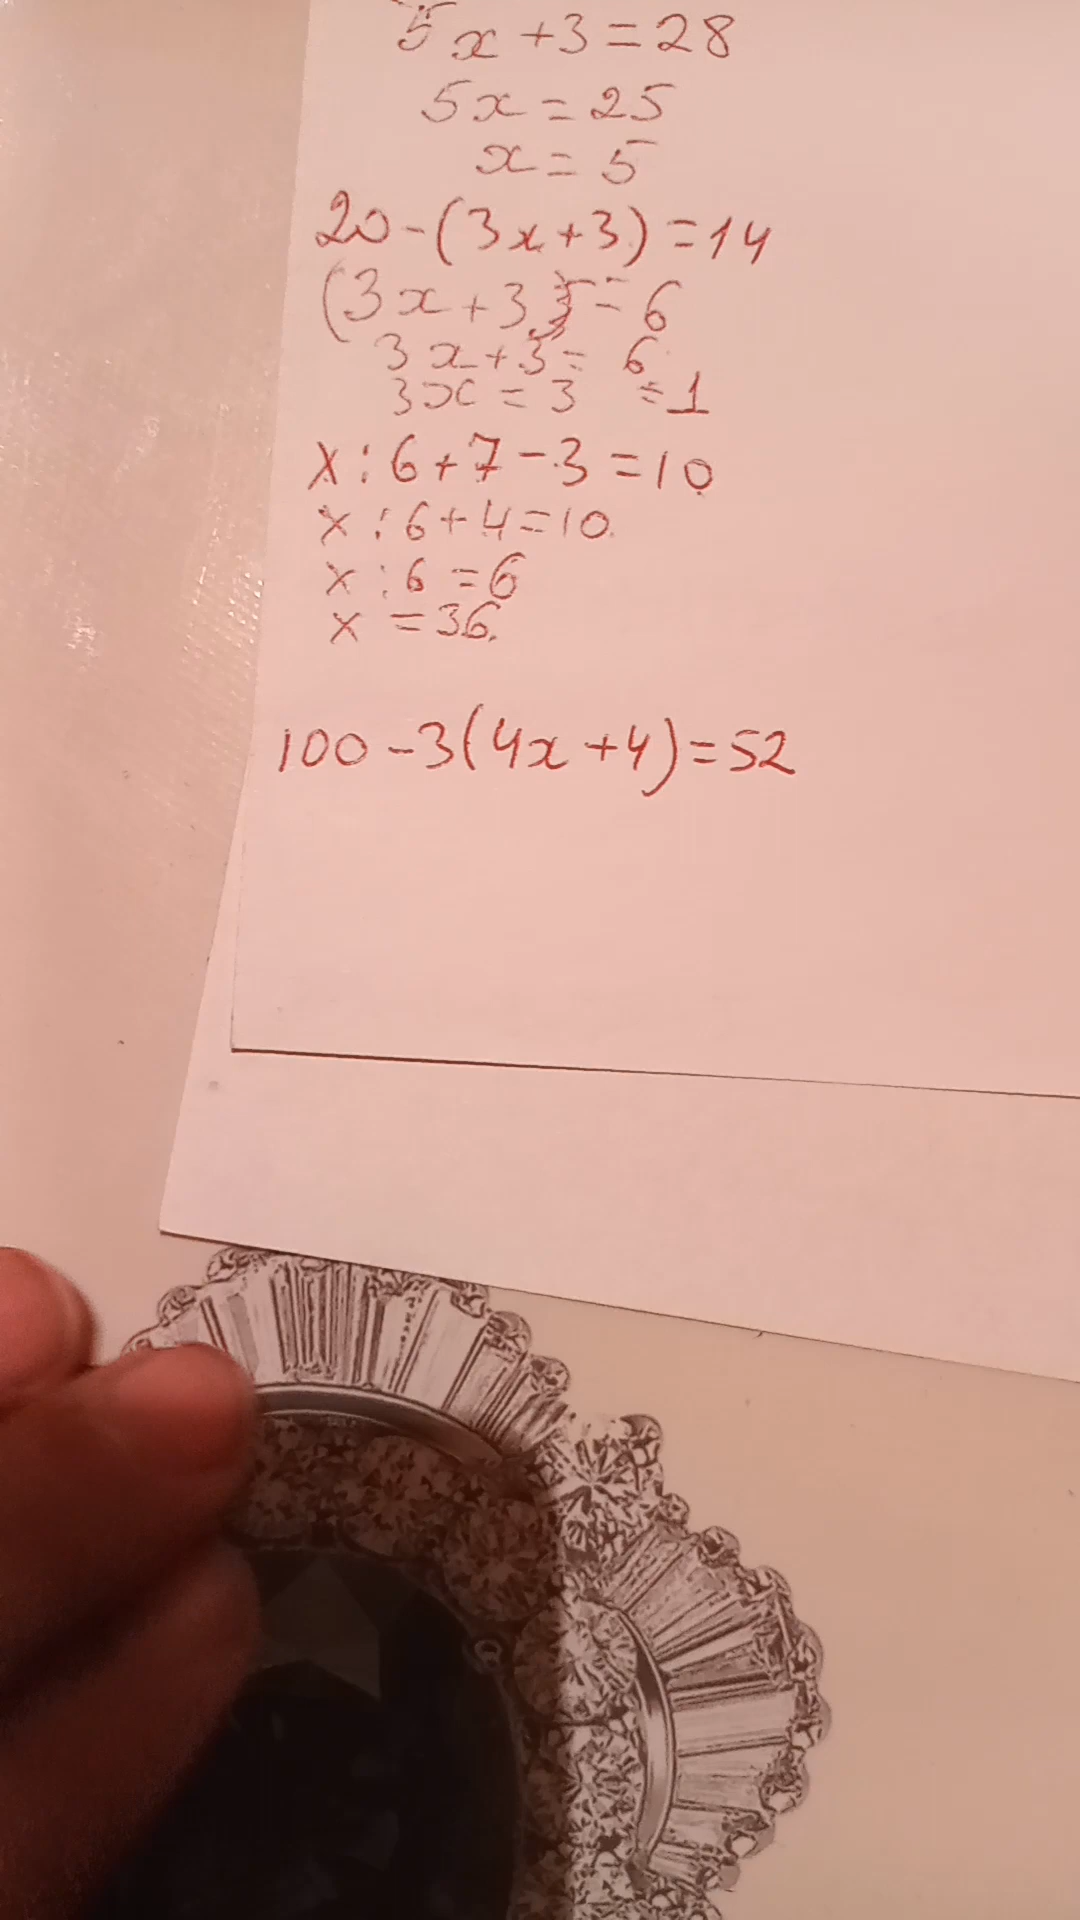 5x+3=28
5x=25
x=5
20-(3x+3)=14
(3x+3)=6
3x+3=6
3x=3 =1
x:6+7-3=10
x:6+4=10
x:6=6
x=36
100-3(4x+4)=52